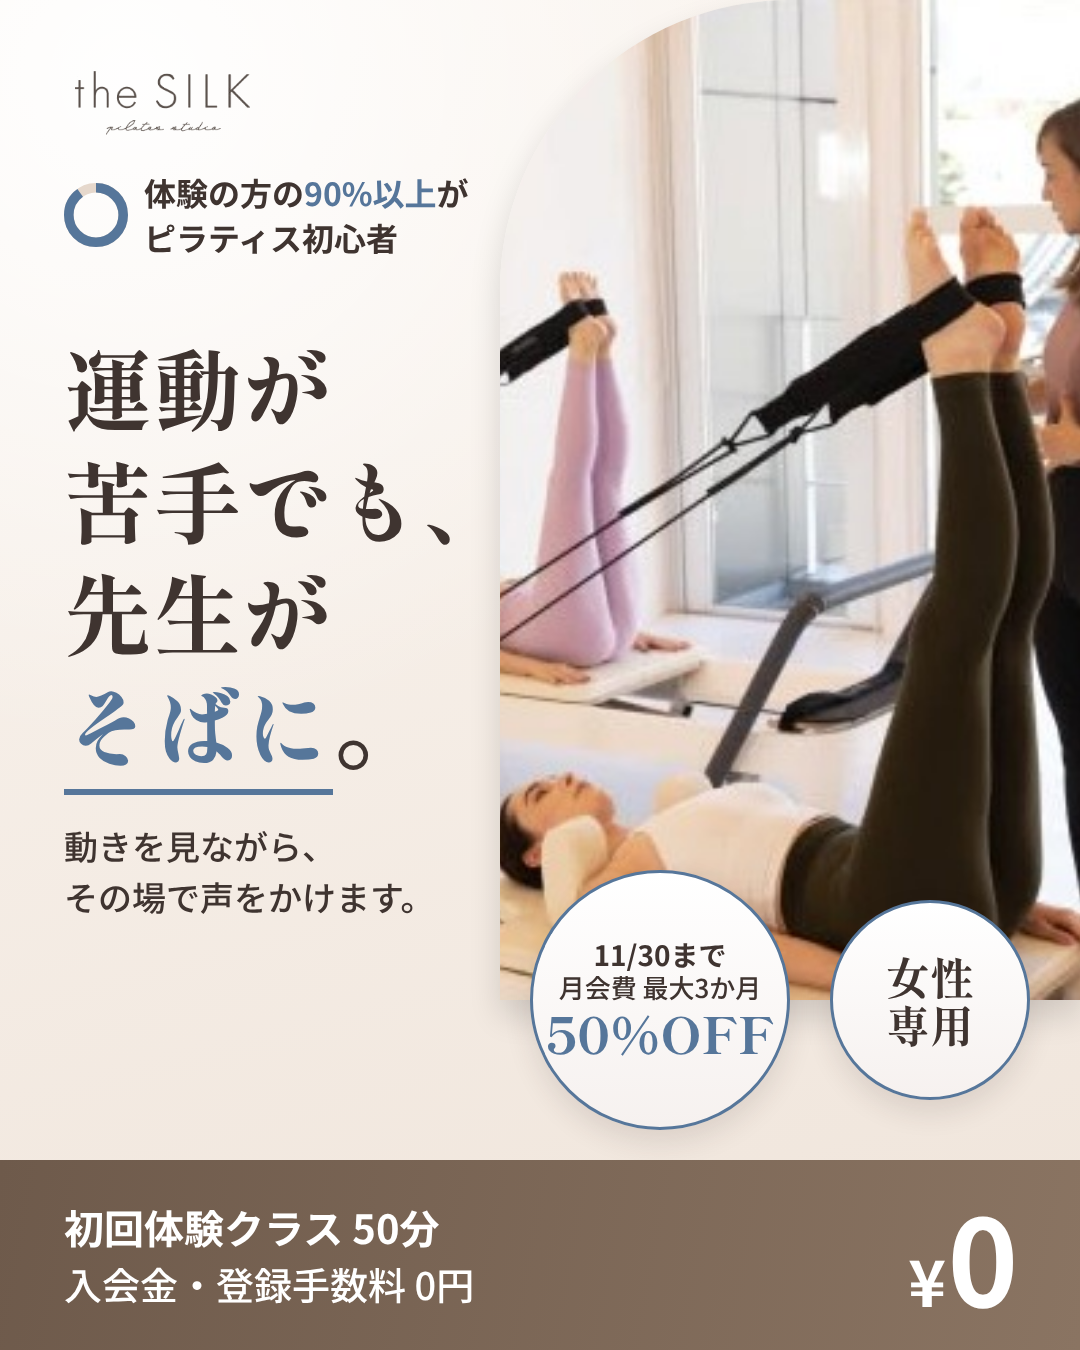 the SILK
pilates studio
体験の方の90%以上が
ピラティス初心者
運動が
苦手でも、
先生が
そばに。
動きを見ながら、
その場で声をかけます。
11/30まで
月会費 最大3か月
50%OFF
女性
専用
初回体験クラス 50分
入会金・登録手数料 0円
¥0